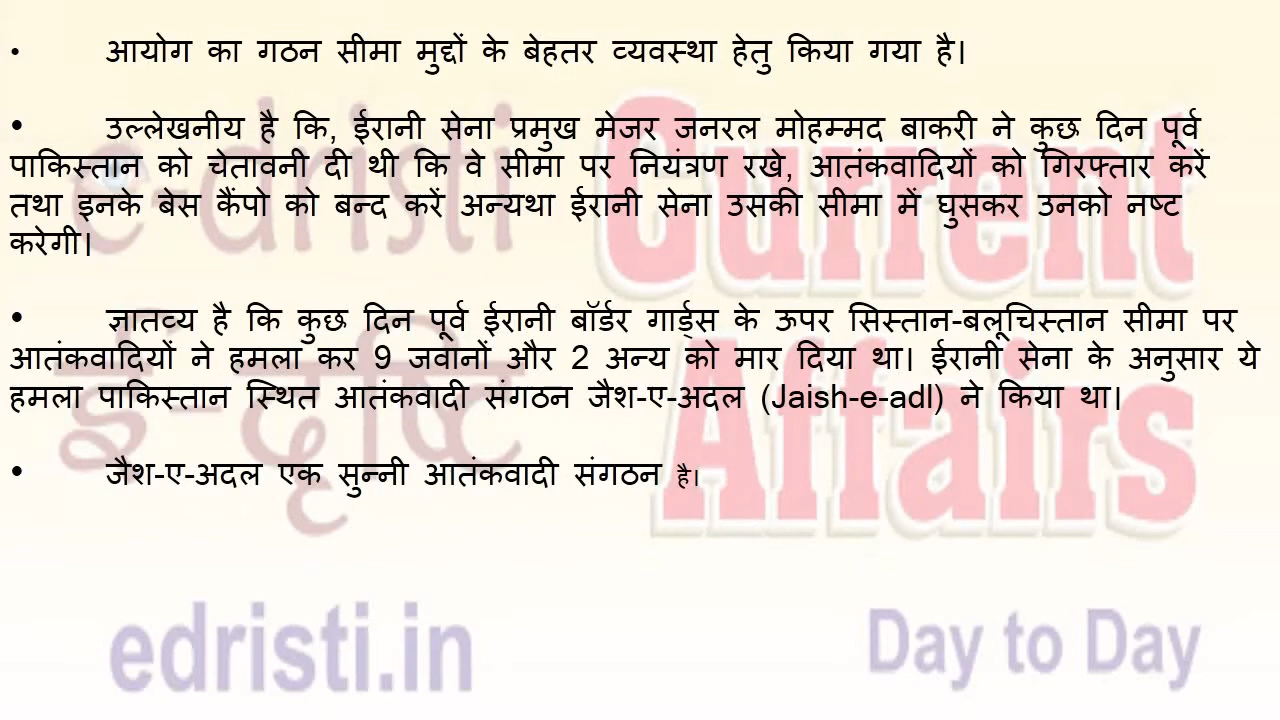 • आयोग का गठन सीमा मुद्दों के बेहतर व्यवस्था हेतु किया गया है।
• उल्लेखनीय है कि, ईरानी सेना प्रमुख मेजर जनरल मोहम्मद बाकरी ने कुछ दिन पूर्व
पाकिस्तान को चेतावनी दी थी कि वे सीमा पर नियंत्रण रखे, आतंकवादियों को गिरफ्तार करें
तथा इनके बेस कैंपो को बन्द करें अन्यथा ईरानी सेना उसकी सीमा में घुसकर उनको नष्ट
करेगी।
• ज्ञातव्य है कि कुछ दिन पूर्व ईरानी बॉर्डर गार्ड्स के ऊपर सिस्तान-बलूचिस्तान सीमा पर
आतंकवादियों ने हमला कर 9 जवानों और 2 अन्य को मार दिया था। ईरानी सेना के अनुसार ये
हमला पाकिस्तान स्थित आतंकवादी संगठन जैश-ए-अदल (Jaish-e-adl) ने किया था।
• जैश-ए-अदल एक सुन्नी आतंकवादी संगठन है।
e-dristi
ई-दृष्टि
Current
Affairs
edristi.in
Day to Day